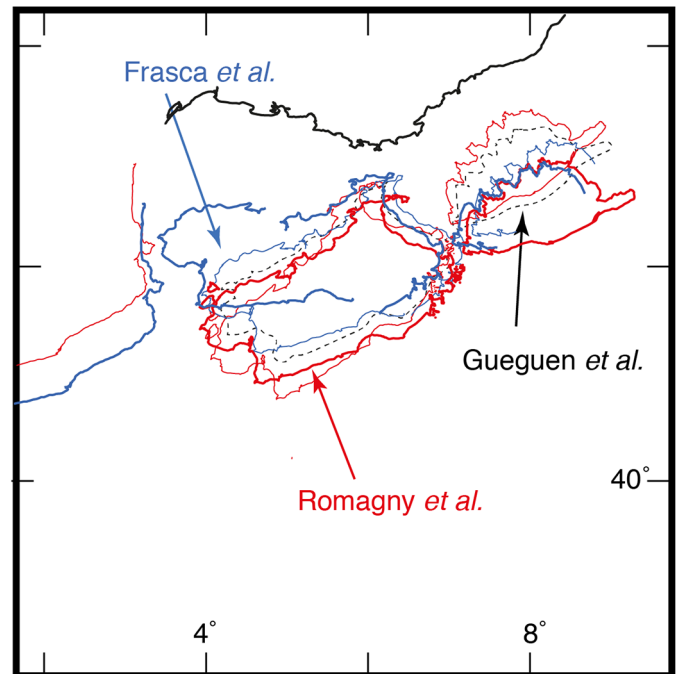 Frasca et al.
Gueguen et al.
Romagny et al.
40°
4°
8°